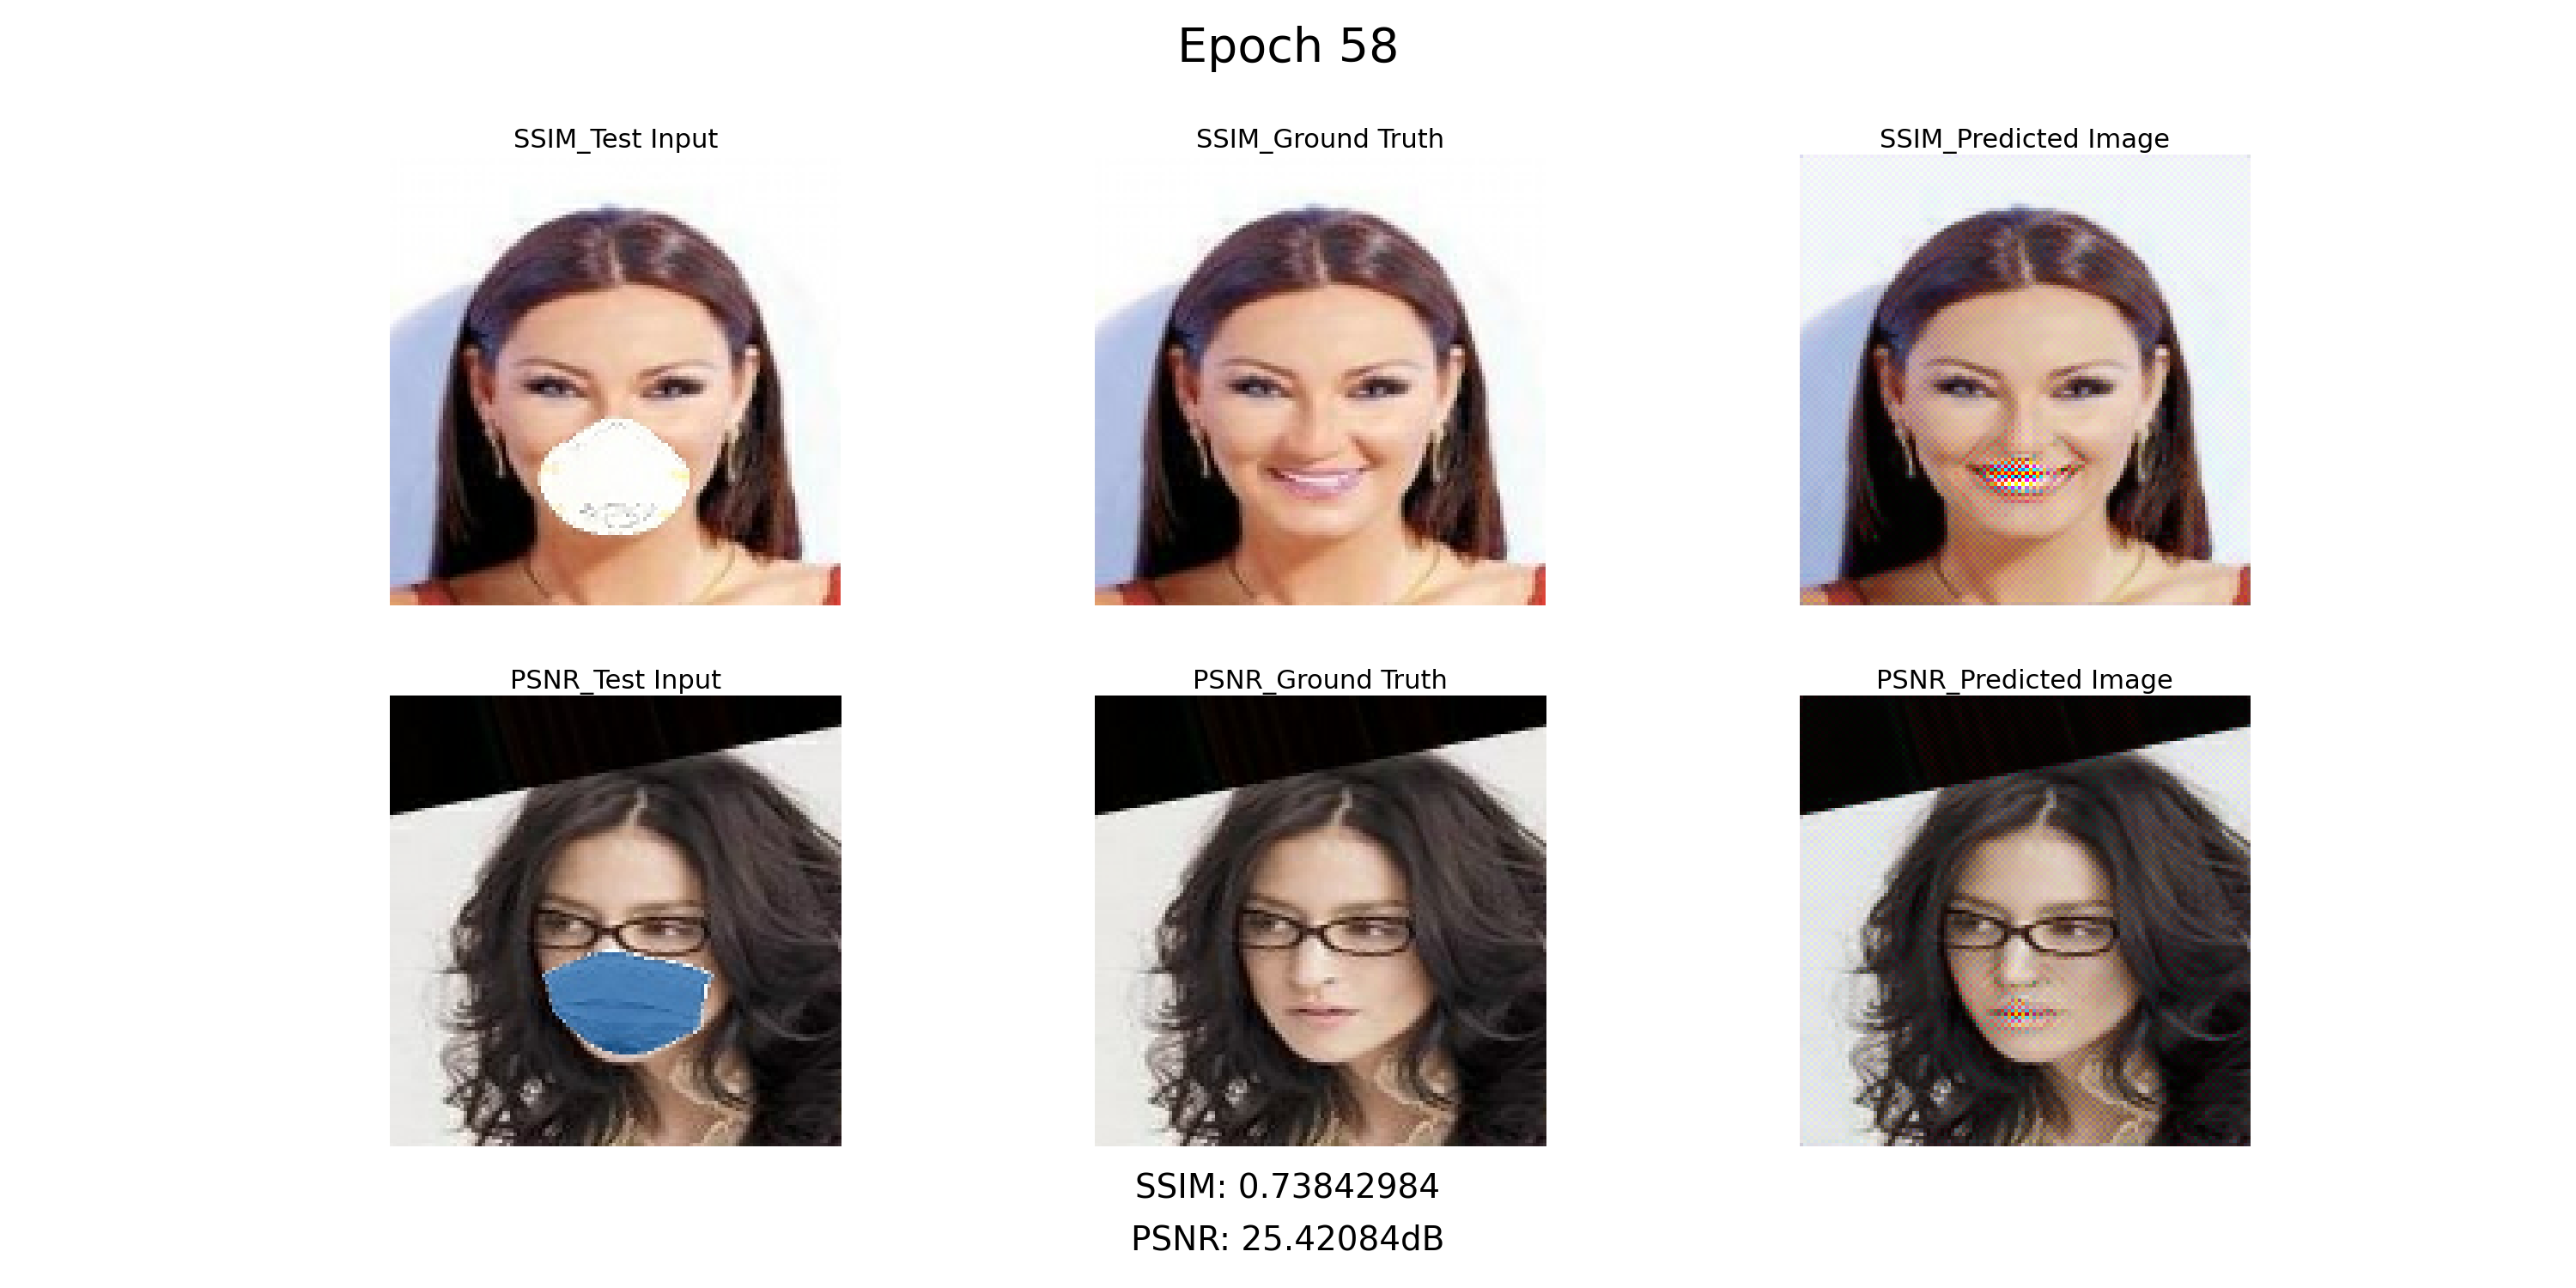 Epoch 58
SSIM_Test Input
SSIM_Ground Truth
SSIM_Predicted Image
PSNR_Test Input
PSNR_Ground Truth
PSNR_Predicted Image
SSIM: 0.73842984
PSNR: 25.42084dB